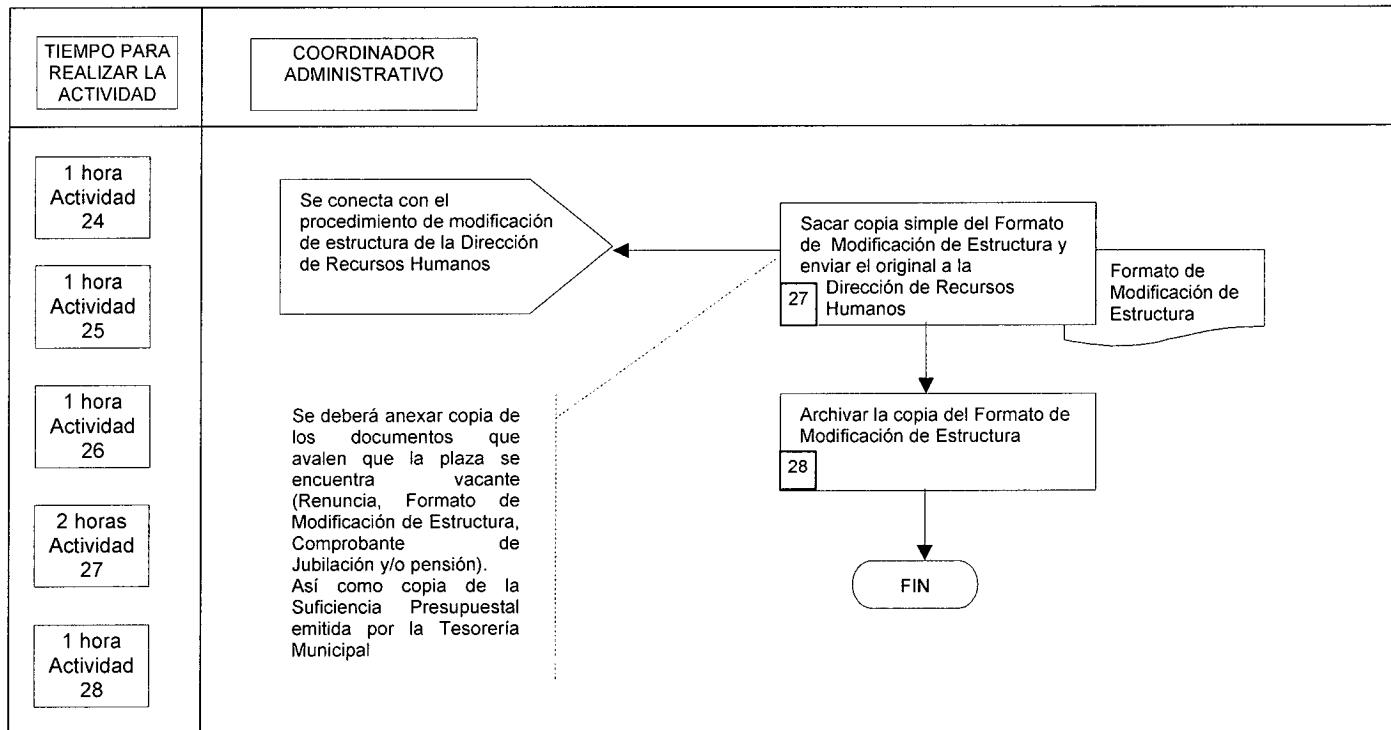 TIEMPO PARA
REALIZAR LA
ACTIVIDAD
COORDINADOR
ADMINISTRATIVO
1 hora
Actividad
24
1 hora
Actividad
25
1 hora
Actividad
26
2 horas
Actividad
27
1 hora
Actividad
28
Se conecta con el
procedimiento de modificación
de estructura de la Dirección
de Recursos Humanos
Sacar copia simple del Formato
de Modificación de Estructura y
enviar el original a la
Dirección de Recursos
Humanos
27
Formato de
Modificación de
Estructura
Se deberá anexar copia de
los documentos que
avalen que la plaza se
encuentra vacante
(Renuncia, Formato de
Modificación de Estructura,
Comprobante de
Jubilación y/o pensión).
Así como copia de la
Suficiencia Presupuestal
emitida por la Tesorería
Municipal
Archivar la copia del Formato de
Modificación de Estructura
28
FIN